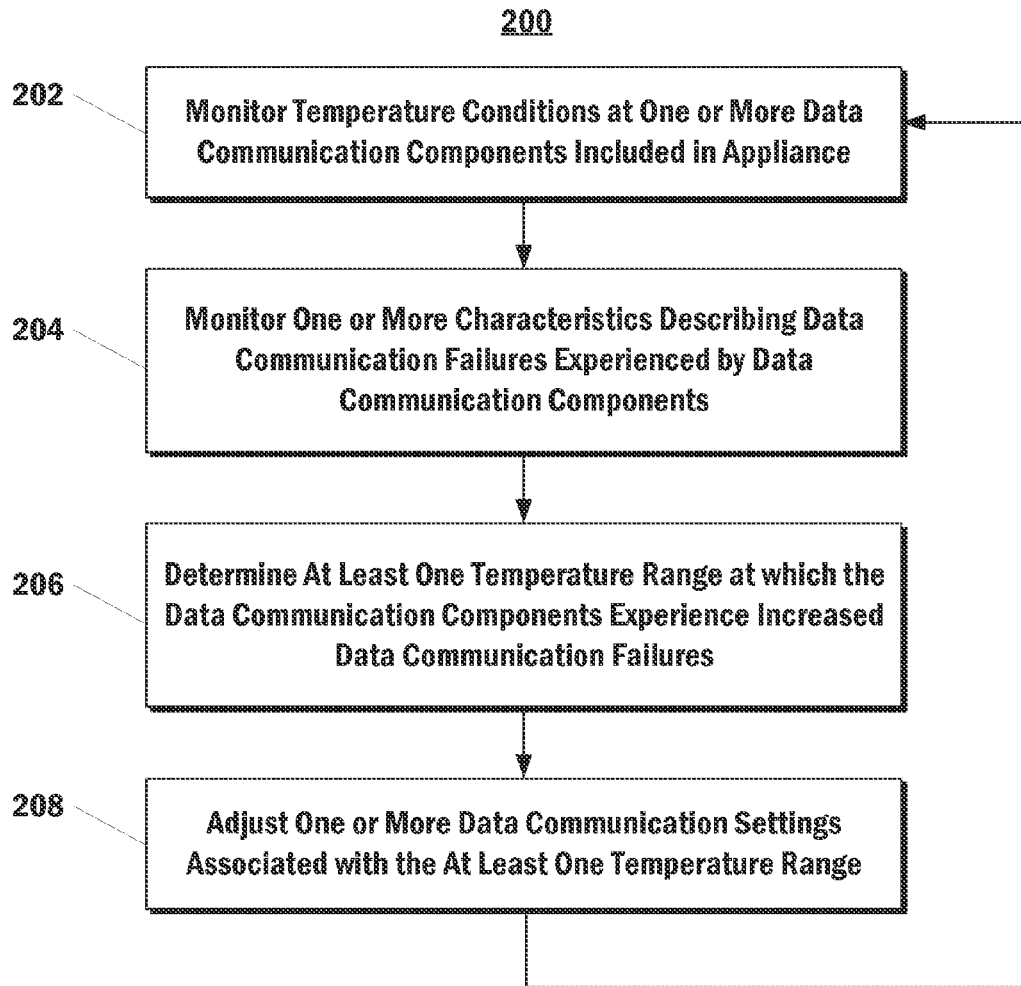 200
202
Monitor Temperature Conditions at One or More Data
Communication Components Included in Appliance
204
Monitor One or More Characteristics Describing Data
Communication Failures Experienced by Data
Communication Components
206
Determine At Least One Temperature Range at which the
Data Communication Components Experience Increased
Data Communication Failures
208
Adjust One or More Data Communication Settings
Associated with the At Least One Temperature Range